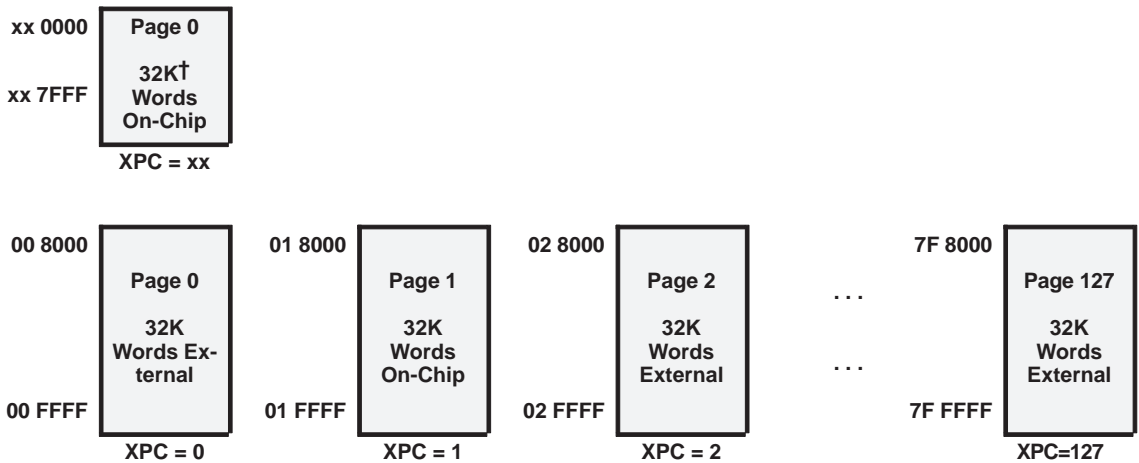 xx 0000
Page 0
32K†
xx 7FFF
Words
On-Chip
XPC = xx
00 8000
01 8000
02 8000
7F 8000
Page 0
Page 1
Page 2
. . .
Page 127
32K
Words Ex-
ternal
32K
Words
On-Chip
32K
Words
External
. . .
32K
Words
External
00 FFFF
01 FFFF
02 FFFF
7F FFFF
XPC = 0
XPC = 1
XPC = 2
XPC=127